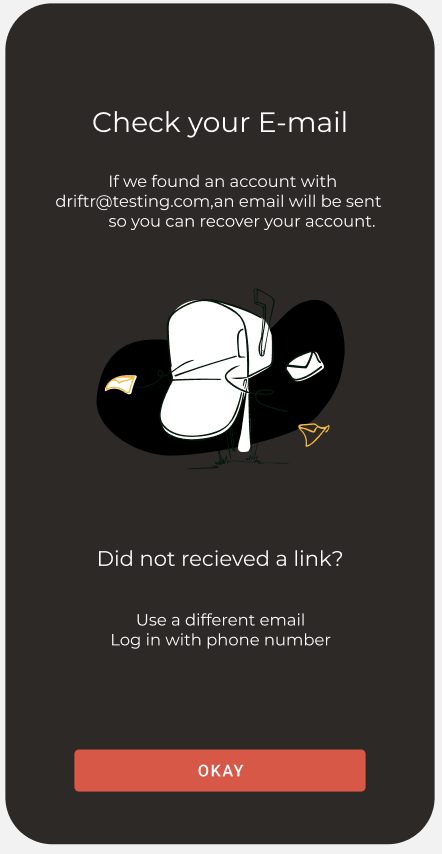 Check your E-mail
If we found an account with
driftr@testing.com,an email will be sent
so you can recover your account.
Did not recieved a link?
Use a different email
Log in with phone number
OKAY